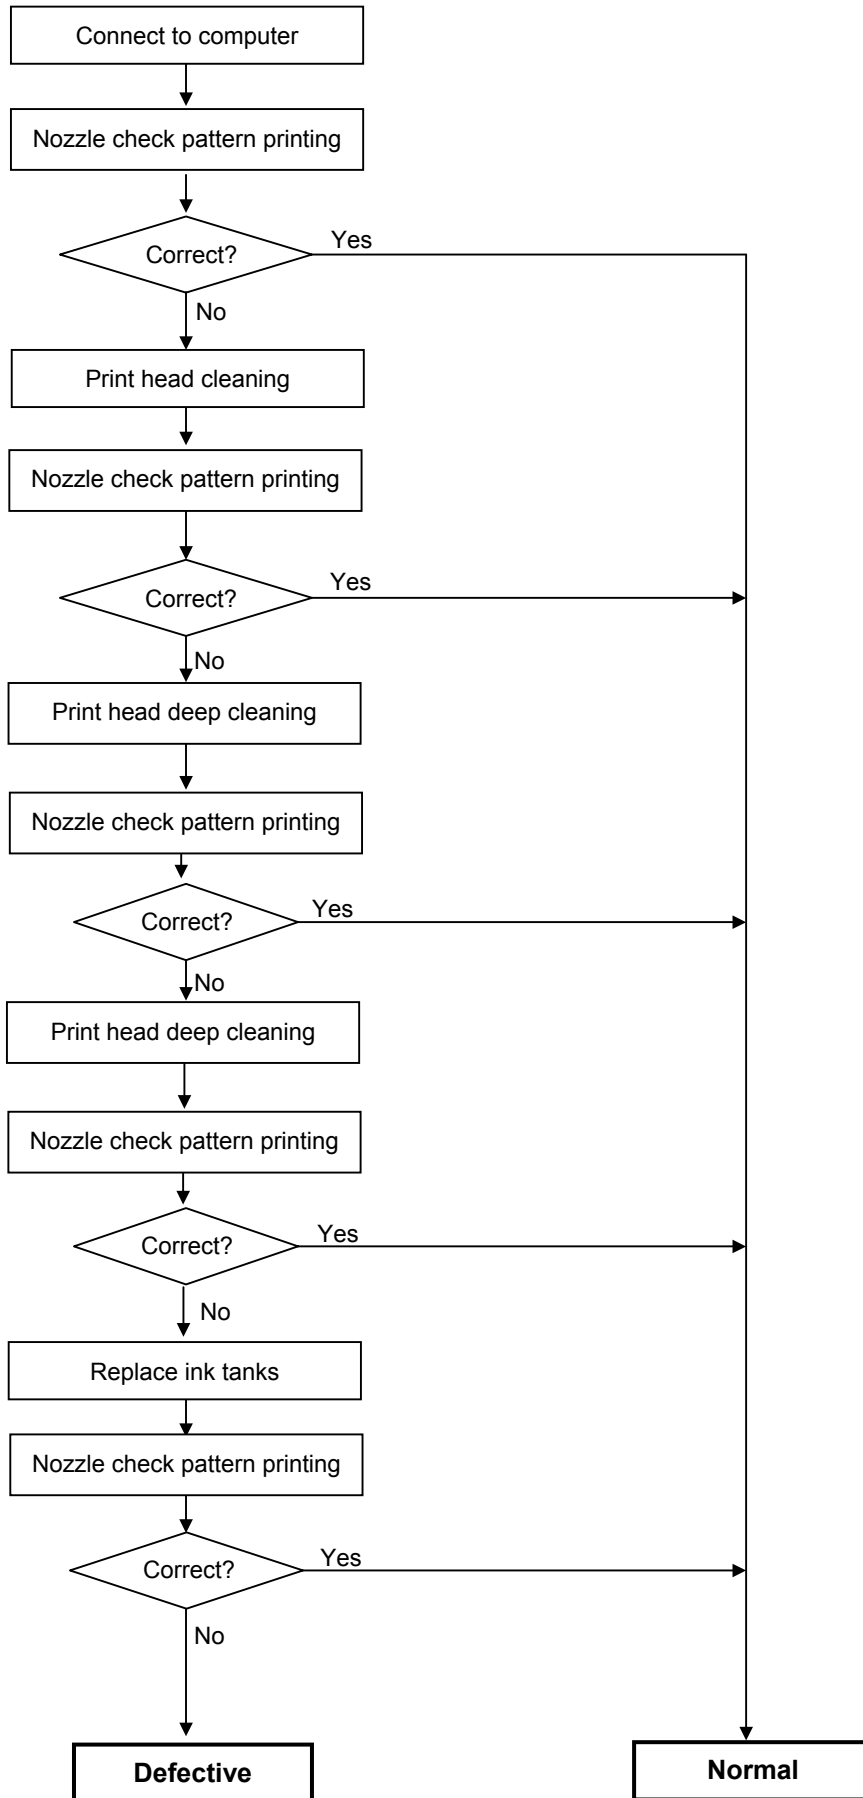 Connect to computer
Nozzle check pattern printing
Correct?
Yes
No
Print head cleaning
Nozzle check pattern printing
Correct?
Yes
No
Print head deep cleaning
Nozzle check pattern printing
Correct?
Yes
No
Print head deep cleaning
Nozzle check pattern printing
Correct?
Yes
No
Replace ink tanks
Nozzle check pattern printing
Correct?
Yes
No
Defective
Normal